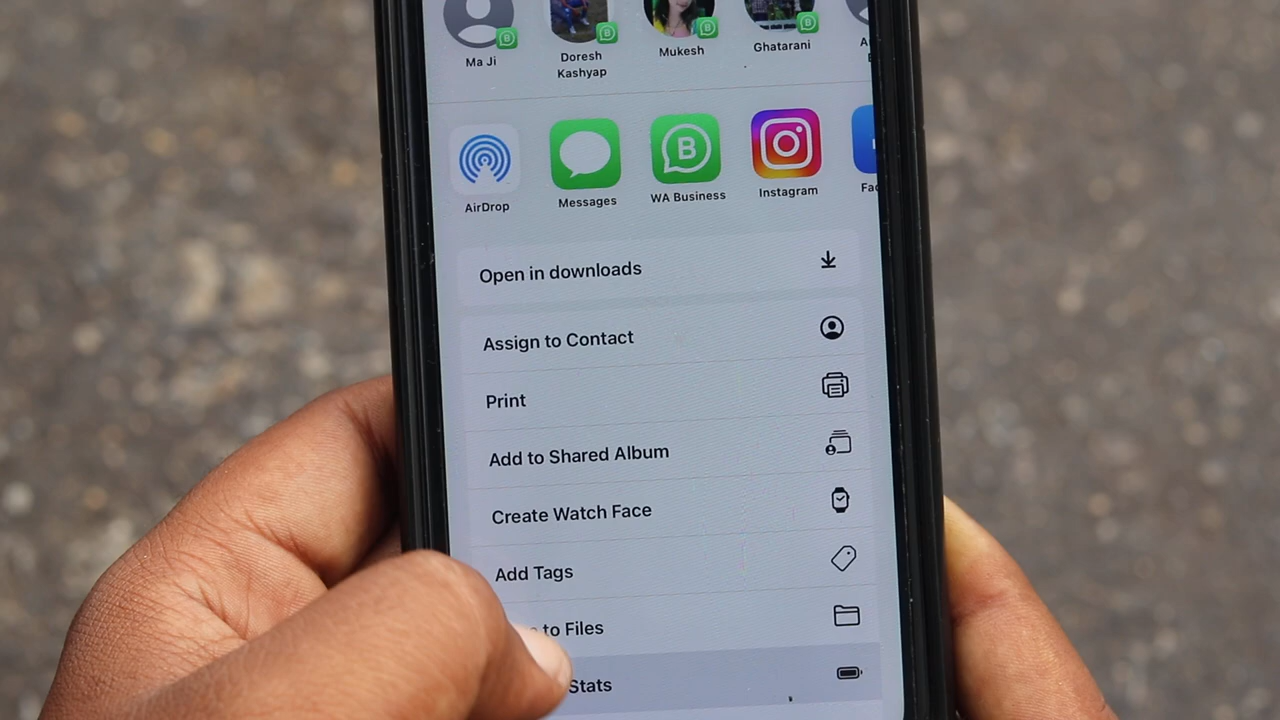 Ma Ji
Doresh
Kashyap
Mukesh
Ghatarani
AirDrop
Messages
B
WA Business
Instagram
Open in downloads
Assign to Contact
Print
Add to Shared Album
Create Watch Face
Add Tags
to Files
Stats